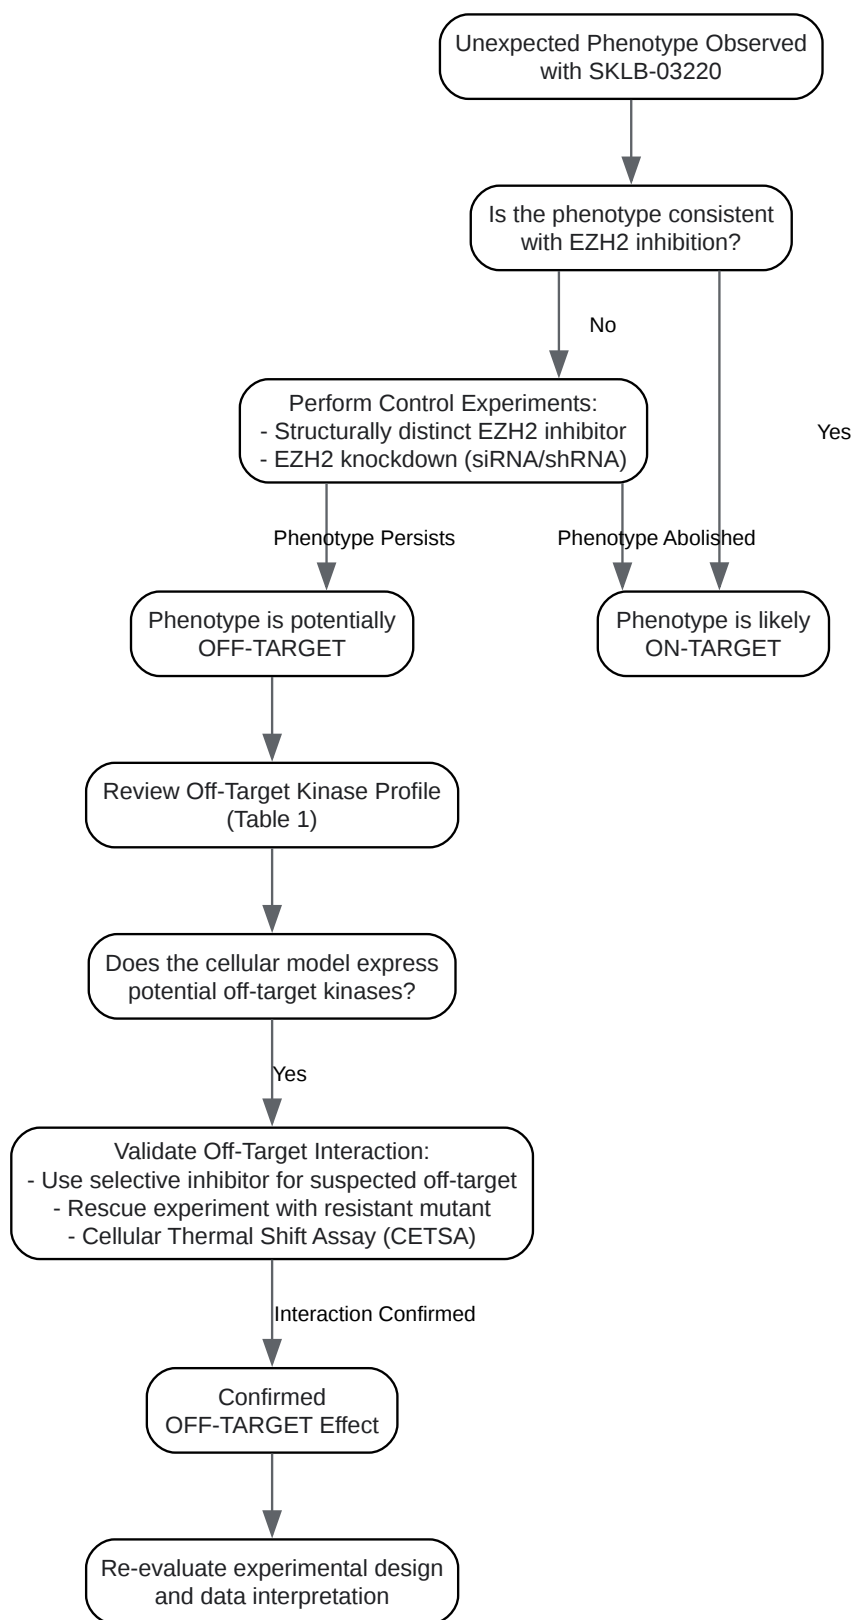 Unexpected Phenotype Observed
with SKLB-03220
Is the phenotype consistent
with EZH2 inhibition?
No
Yes
Perform Control Experiments:
- Structurally distinct EZH2 inhibitor
- EZH2 knockdown (siRNA/shRNA)
Phenotype Persists
Phenotype Abolished
Phenotype is potentially
OFF-TARGET
Phenotype is likely
ON-TARGET
Review Off-Target Kinase Profile
(Table 1)
Does the cellular model express
potential off-target kinases?
Yes
Validate Off-Target Interaction:
- Use selective inhibitor for suspected off-target
- Rescue experiment with resistant mutant
- Cellular Thermal Shift Assay (CETSA)
Interaction Confirmed
Confirmed
OFF-TARGET Effect
Re-evaluate experimental design
and data interpretation